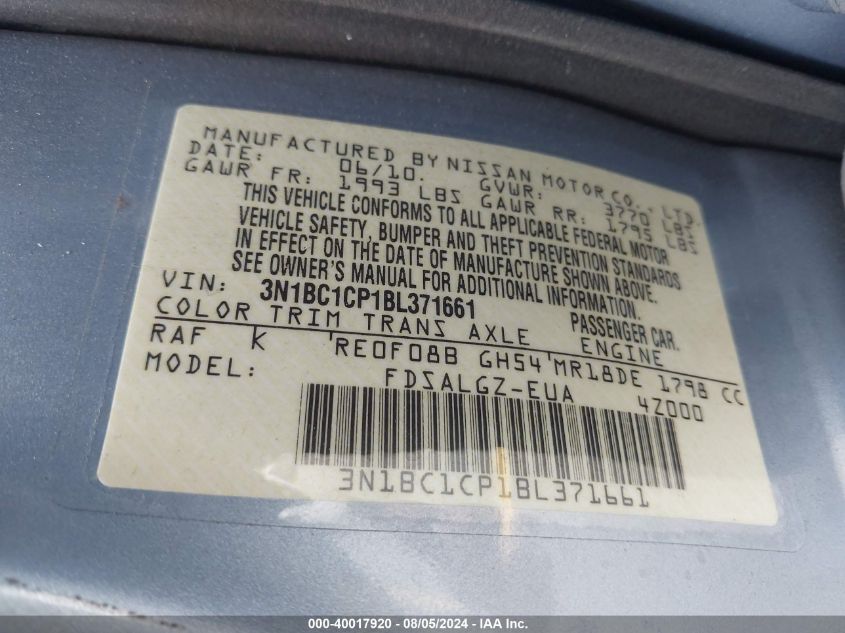 MANUFACTURED BY NISSAN MOTOR CO., LTD.
DATE: 06/10. GVWR: 3770 LBS
GAWR FR: 1993 LBS GAWR RR: 1795 LBS
THIS VEHICLE CONFORMS TO ALL APPLICABLE FEDERAL MOTOR
VEHICLE SAFETY, BUMPER AND THEFT PREVENTION STANDARDS
IN EFFECT ON THE DATE OF MANUFACTURE SHOWN ABOVE.
SEE OWNER'S MANUAL FOR ADDITIONAL INFORMATION.
VIN: 3N1BC1CP1BL371661 PASSENGER CAR.
COLOR TRIM TRANS AXLE ENGINE
RAF K RE0F08B GH54 MR18DE 1798 CC
MODEL: FDSALGZ-EUA 4Z000
3N1BC1CP1BL371661
000-40017920 - 08/05/2024 - IAA Inc.